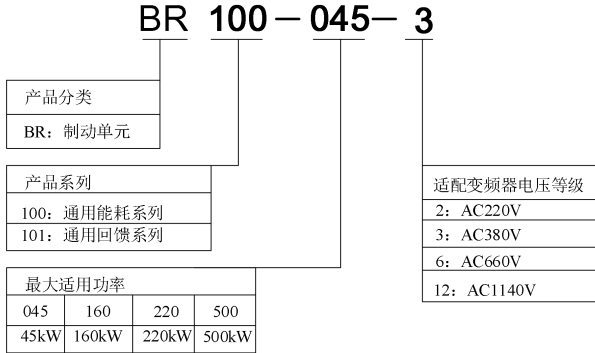 BR 100-045-3
产品分类
BR：制动单元
产品系列
100：通用能耗系列
101：通用回馈系列
最大适用功率
045 160 220 500
45kW 160kW 220kW 500kW
适配变频器电压等级
2：AC220V
3：AC380V
6：AC660V
12：AC1140V